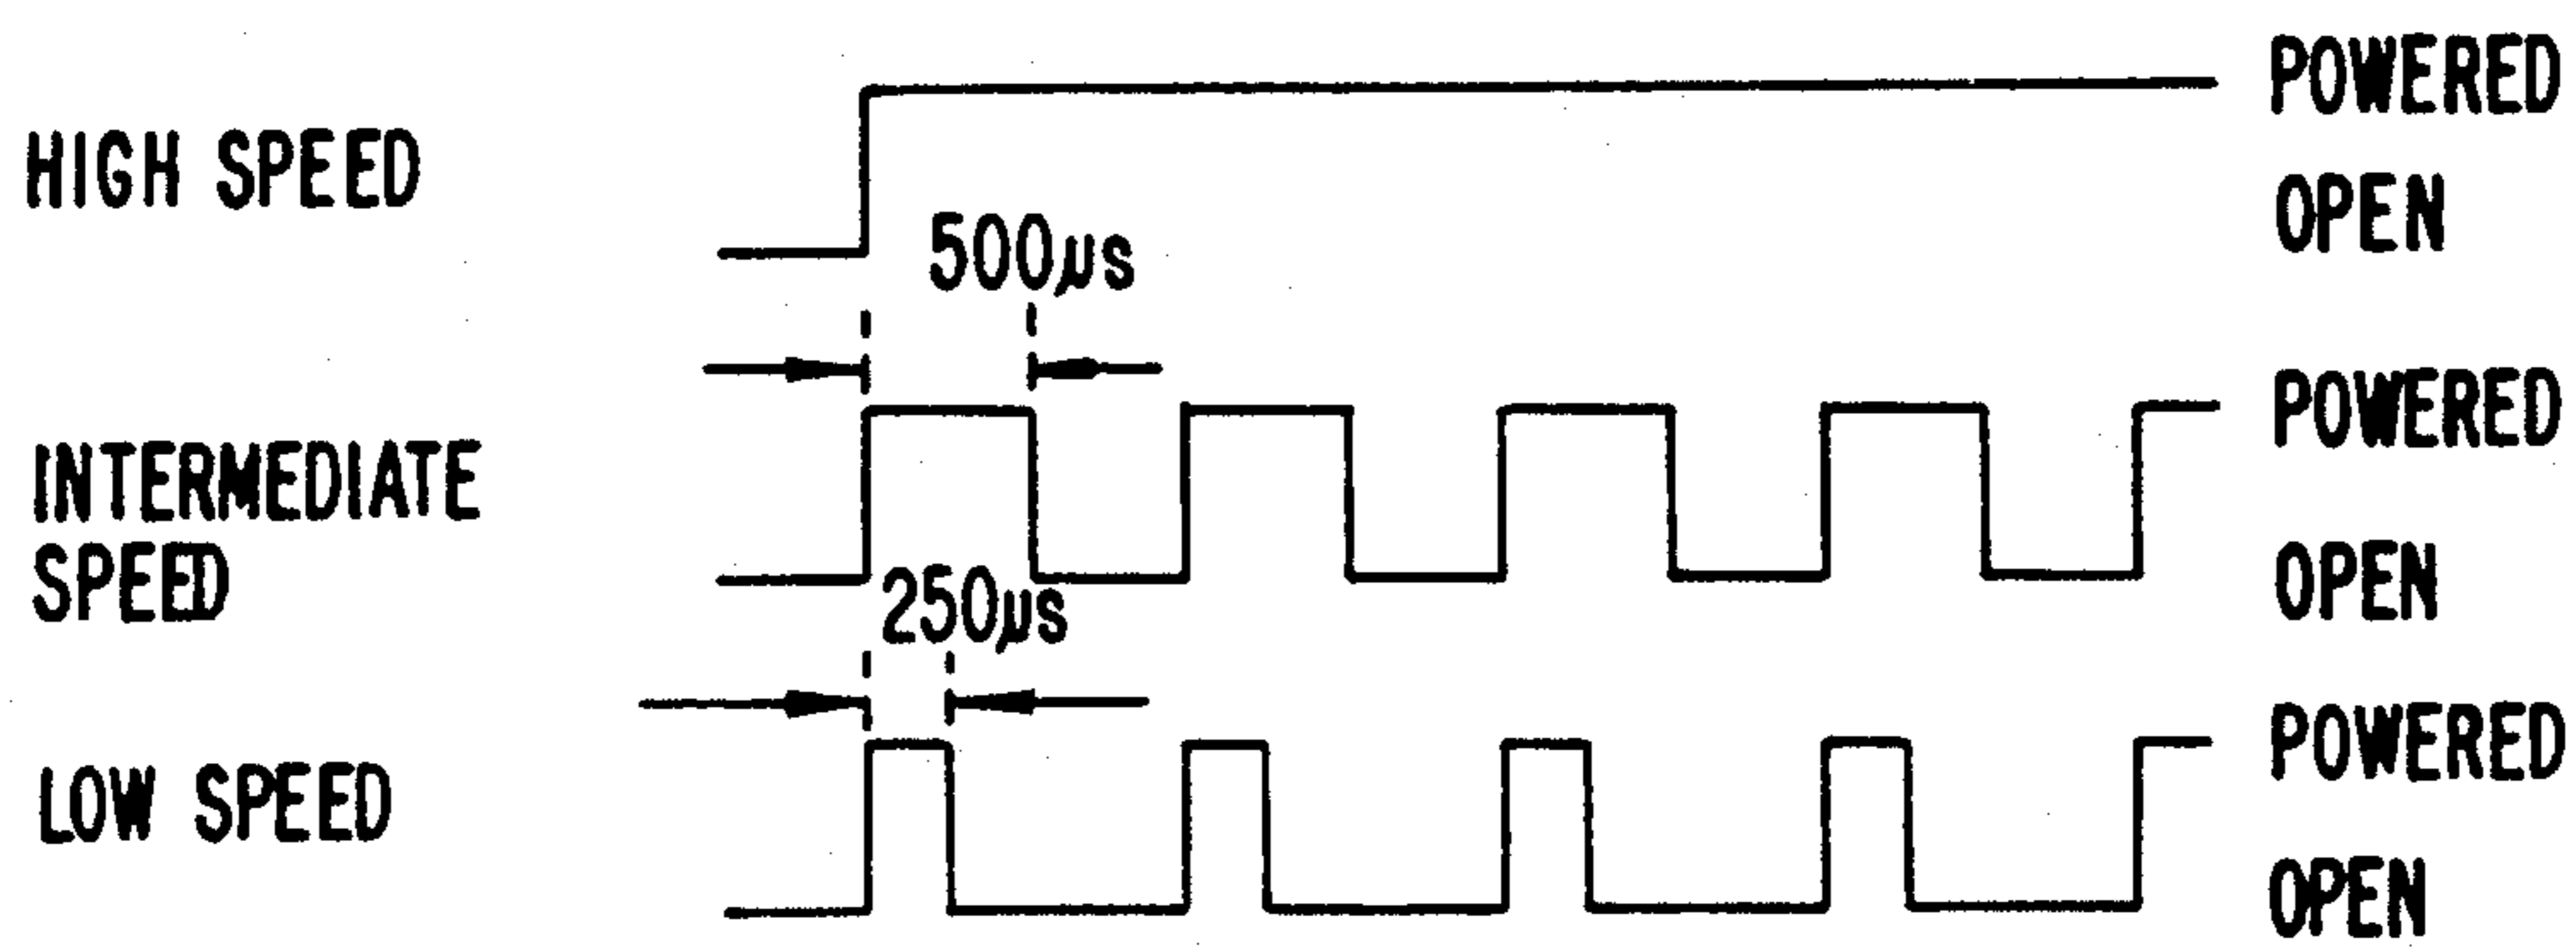 HIGH SPEED
POWERED
OPEN
500µs
INTERMEDIATE
SPEED
POWERED
OPEN
250µs
LOW SPEED
POWERED
OPEN